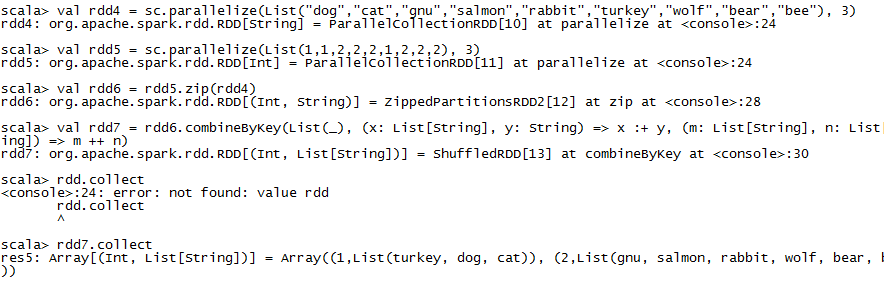 scala> val rdd4 = sc.parallelize(List("dog","cat","gnu","salmon","rabbit","turkey","wolf","bear","bee"), 3)
rdd4: org.apache.spark.rdd.RDD[String] = ParallelCollectionRDD[10] at parallelize at <console>:24
scala> val rdd5 = sc.parallelize(List(1,1,2,2,2,1,2,2,2), 3)
rdd5: org.apache.spark.rdd.RDD[Int] = ParallelCollectionRDD[11] at parallelize at <console>:24
scala> val rdd6 = rdd5.zip(rdd4)
rdd6: org.apache.spark.rdd.RDD[(Int, String)] = ZippedPartitionsRDD2[12] at zip at <console>:28
scala> val rdd7 = rdd6.combineByKey(List(_), (x: List[String], y: String) => x :+ y, (m: List[String], n: List[
ing]) => m ++ n)
rdd7: org.apache.spark.rdd.RDD[(Int, List[String])] = ShuffledRDD[13] at combineByKey at <console>:30
scala> rdd.collect
<console>:24: error: not found: value rdd
rdd.collect
^
scala> rdd7.collect
res5: Array[(Int, List[String])] = Array((1,List(turkey, dog, cat)), (2,List(gnu, salmon, rabbit, wolf, bear,
))